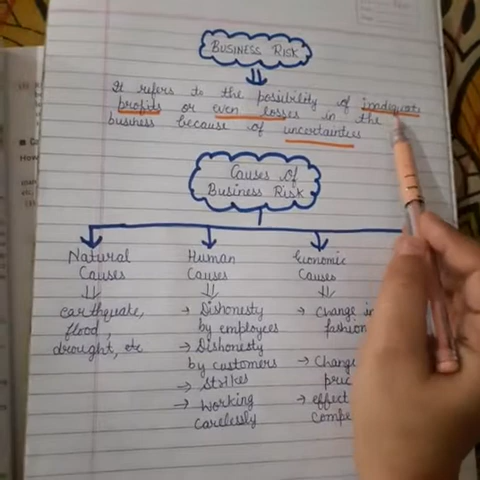 BUSINESS RISK
It refers to the possibility of inadequate
profits or even losses in the
business because of uncertainties
Causes of
Business Risk
Natural
Causes
earthquake,
flood,
drought, etc
Human
Causes
→ Dishonesty
by employees
→ Dishonesty
by customers
→ Strikes
→ Working
carelessly
Economic
Causes
→ Change in
fashion
→ Change
pric
→ effect
compe